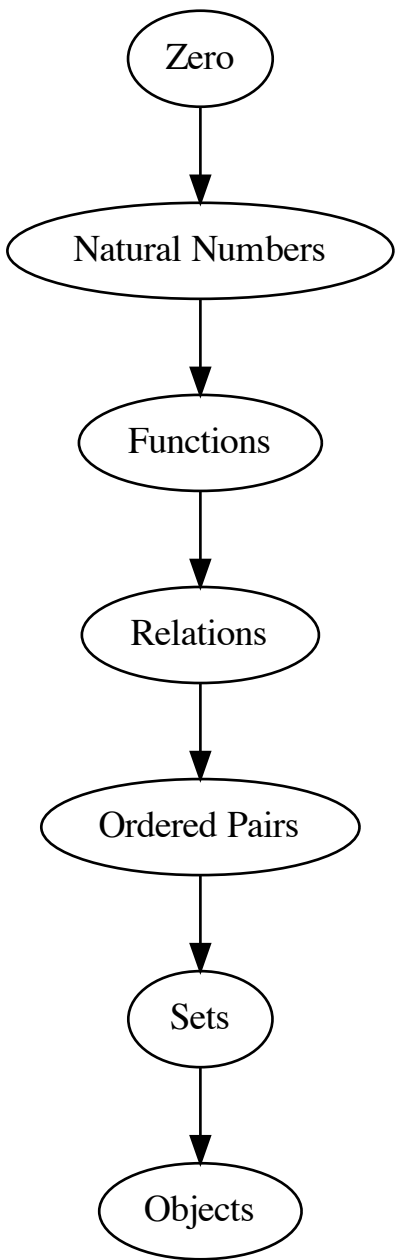 Zero
Natural Numbers
Functions
Relations
Ordered Pairs
Sets
Objects